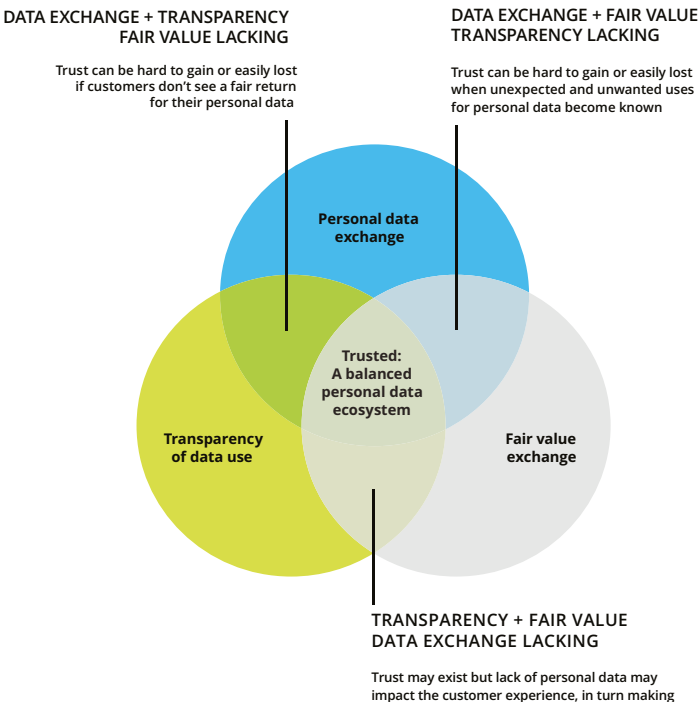 DATA EXCHANGE + TRANSPARENCY
FAIR VALUE LACKING
Trust can be hard to gain or easily lost
if customers don’t see a fair return
for their personal data
DATA EXCHANGE + FAIR VALUE
TRANSPARENCY LACKING
Trust can be hard to gain or easily lost
when unexpected and unwanted uses
for personal data become known
Personal data
exchange
Trusted:
A balanced
personal data
ecosystem
Transparency
of data use
Fair value
exchange
TRANSPARENCY + FAIR VALUE
DATA EXCHANGE LACKING
Trust may exist but lack of personal data may
impact the customer experience, in turn making